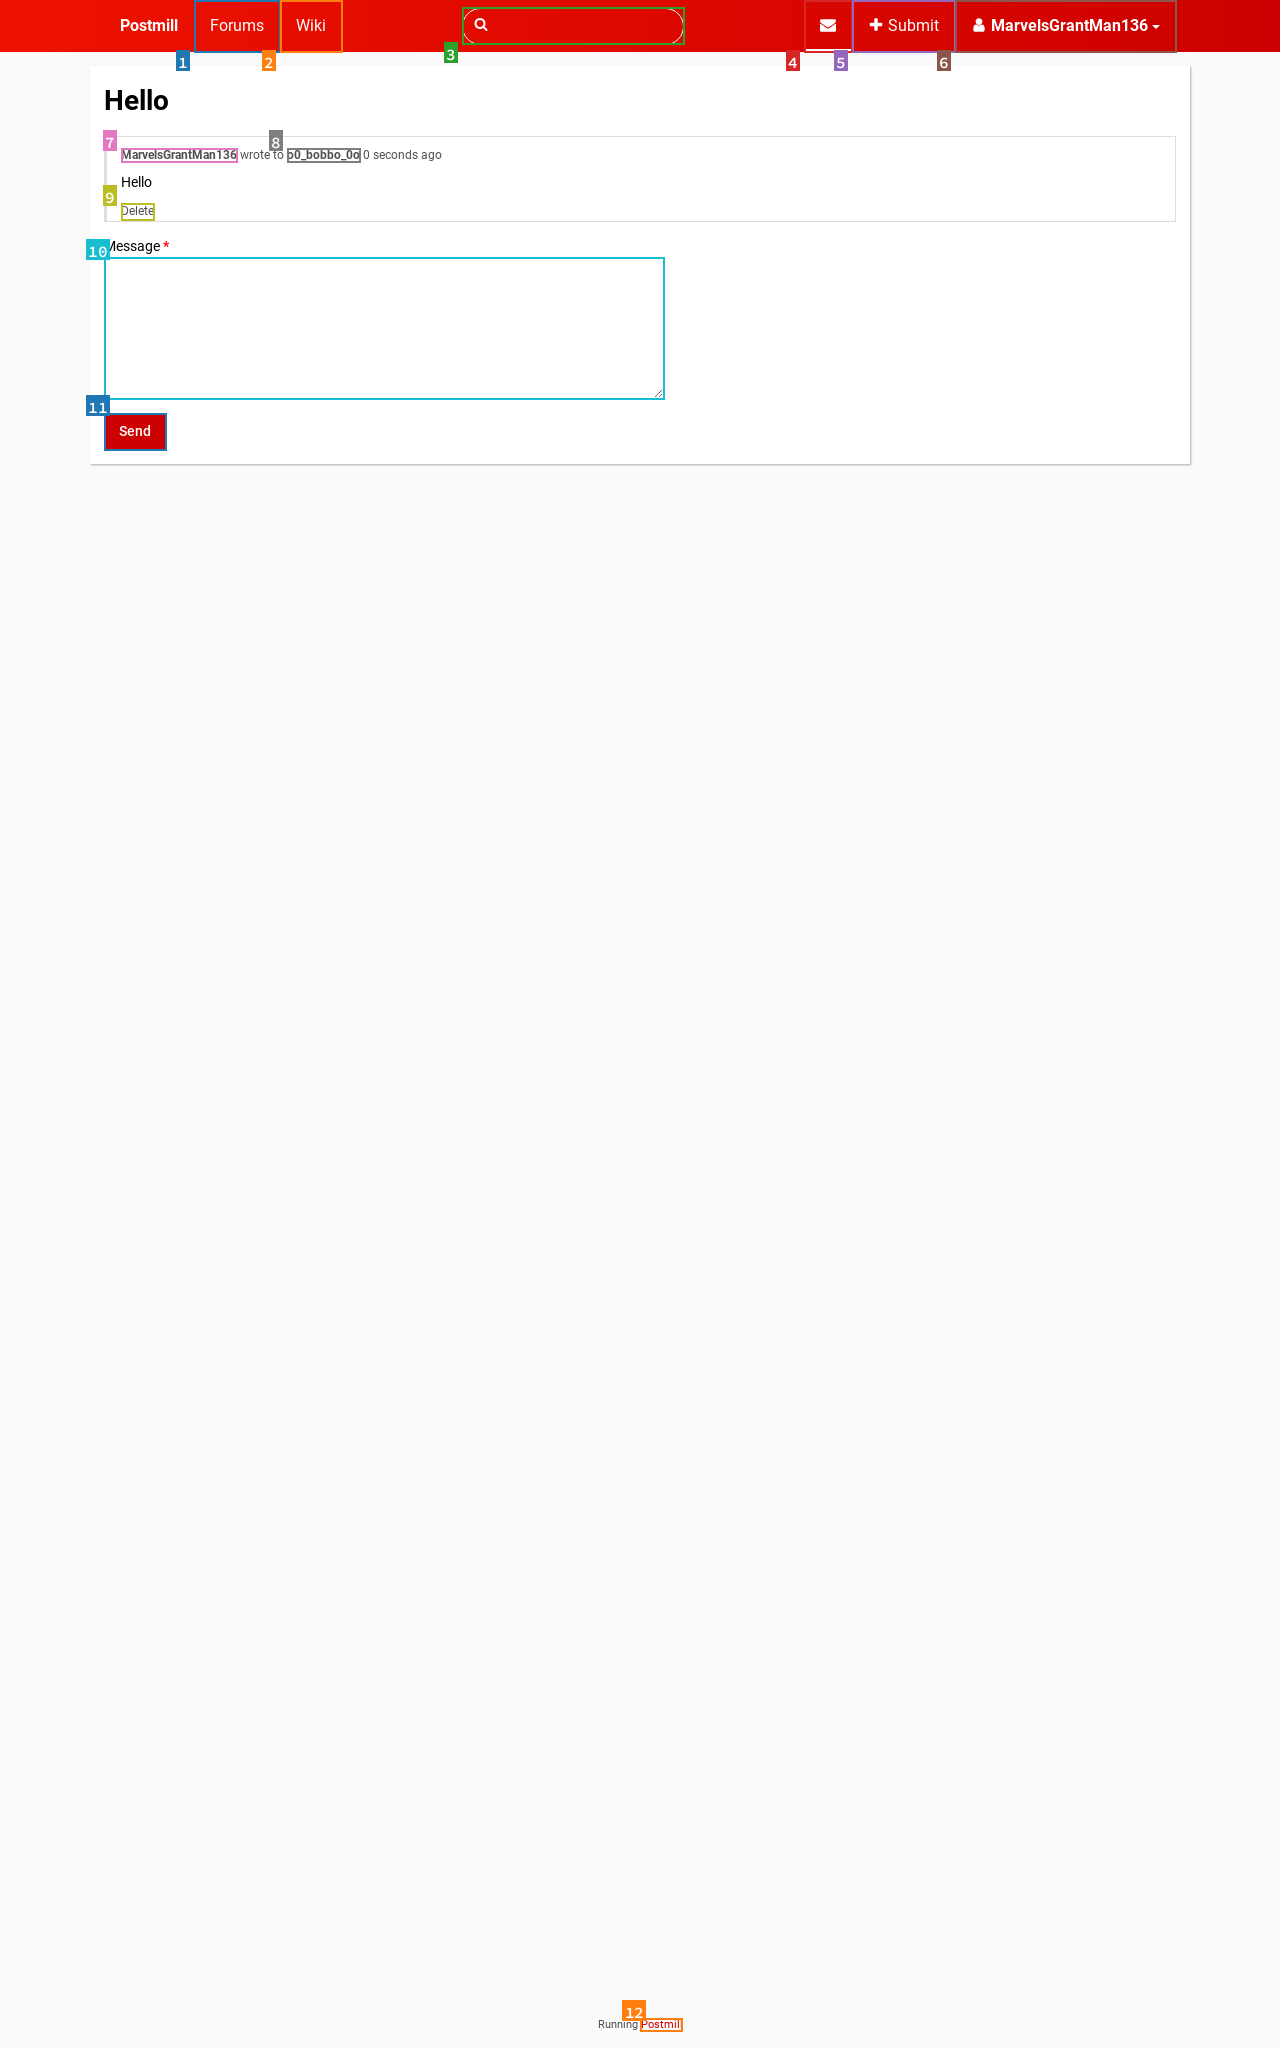 Postmill Forums Wiki Submit MarvelsGrantMan136
1 2 3 4 5 6
Hello
7 8
MarvelsGrantMan136 wrote to o0_bobbo_0o 0 seconds ago
Hello
9
Delete
10
Message *
11
Send
12
Running Postmill